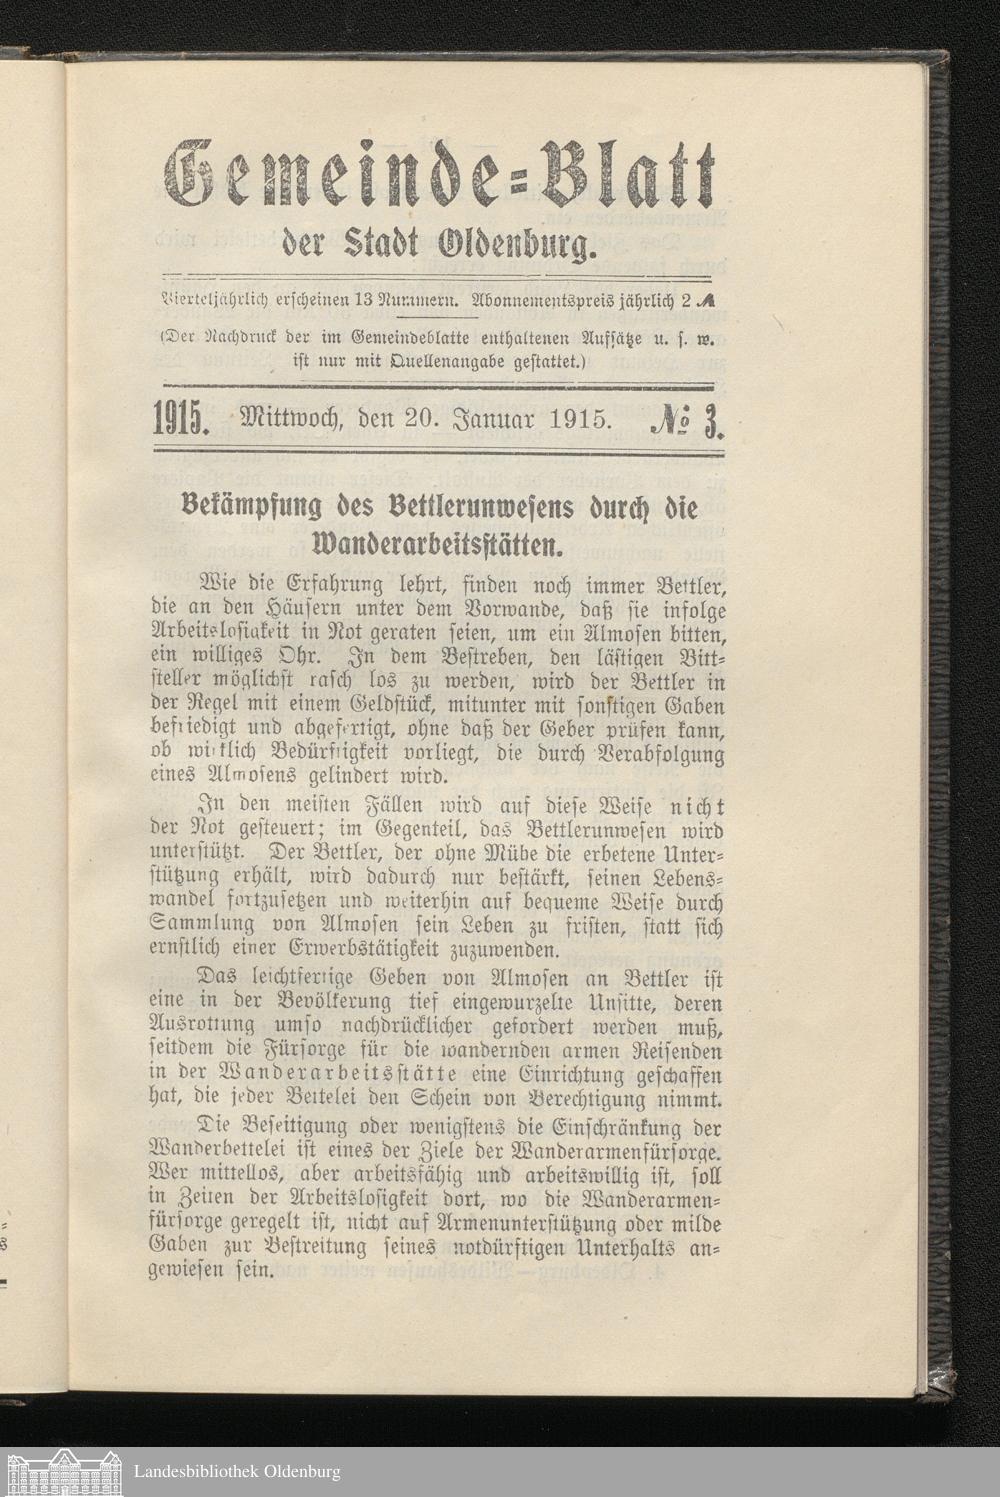 Gemeinde=Blatt
der Stadt Oldenburg.
Vierteljährlich erscheinen 13 Nummern. Abonnementspreis jährlich 2 ℳ
(Der Nachdruck der im Gemeindeblatte enthaltenen Aufsätze u. s. w.
ist nur mit Quellenangabe gestattet.)
1915. Mittwoch, den 20. Januar 1915. № 3.
Bekämpfung des Bettlerunwesens durch die
Wanderarbeitsstätten.
Wie die Erfahrung lehrt, finden noch immer Bettler,
die an den Häusern unter dem Vorwande, daß sie infolge
Arbeitslosigkeit in Not geraten seien, um ein Almosen bitten,
ein williges Ohr. In dem Bestreben, den lästigen Bitt=
steller möglichst rasch los zu werden, wird der Bettler in
der Regel mit einem Geldstück, mitunter mit sonstigen Gaben
befriedigt und abgefertigt, ohne daß der Geber prüfen kann,
ob wirklich Bedürftigkeit vorliegt, die durch Verabfolgung
eines Almosens gelindert wird.
In den meisten Fällen wird auf diese Weise nicht
der Not gesteuert; im Gegenteil, das Bettlerunwesen wird
unterstützt. Der Bettler, der ohne Mühe die erbetene Unter=
stützung erhält, wird dadurch nur bestärkt, seinen Lebens=
wandel fortzusetzen und weiterhin auf bequeme Weise durch
Sammlung von Almosen sein Leben zu fristen, statt sich
ernstlich einer Erwerbstätigkeit zuzuwenden.
Das leichtfertige Geben von Almosen an Bettler ist
eine in der Bevölkerung tief eingewurzelte Unsitte, deren
Ausrottung umso nachdrücklicher gefordert werden muß,
seitdem die Fürsorge für die wandernden armen Reisenden
in der Wanderarbeitsstätte eine Einrichtung geschaffen
hat, die jeder Bettelei den Schein von Berechtigung nimmt.
Die Beseitigung oder wenigstens die Einschränkung der
Wanderbettelei ist eines der Ziele der Wanderarmenfürsorge.
Wer mittellos, aber arbeitsfähig und arbeitswillig ist, soll
in Zeiten der Arbeitslosigkeit dort, wo die Wanderarmen=
fürsorge geregelt ist, nicht auf Armenunterstützung oder milde
Gaben zur Bestreitung seines notdürftigen Unterhalts an=
gewiesen sein.
Landesbibliothek Oldenburg